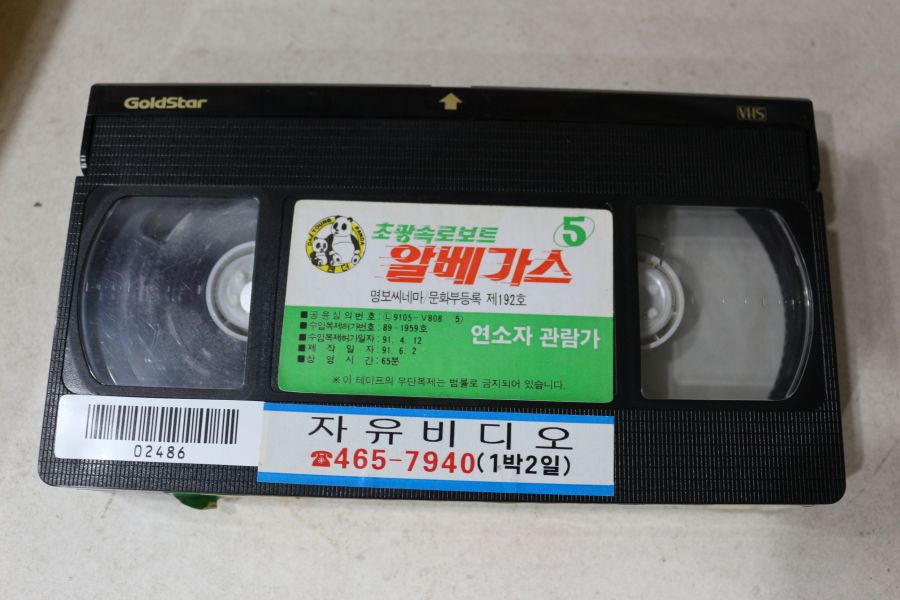 GoldStar
VHS
DAE YOUNG PANDA
초광속로보트 5
알베가스
명보씨네마/문화부등록 제192호
■공윤심의번호: Ⓛ9105-V808 5)
■수입복제허가번호: 89-1959호
■수입복제허가일자: 91. 4. 12
■제작일자: 91. 6. 2
■상영시간: 65분
연소자 관람가
※이 테이프의 무단복제는 법률로 금지되어 있습니다.
02486
자유비디오
☎465-7940(1박2일)